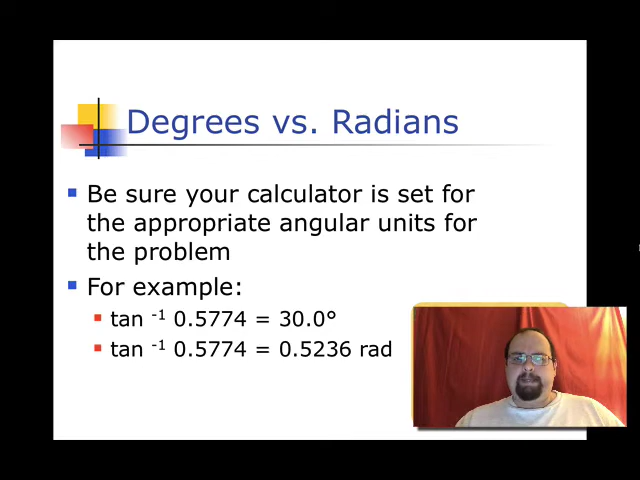 Degrees vs. Radians
Be sure your calculator is set for
the appropriate angular units for
the problem
For example:
tan ⁻¹ 0.5774 = 30.0°
tan ⁻¹ 0.5774 = 0.5236 rad